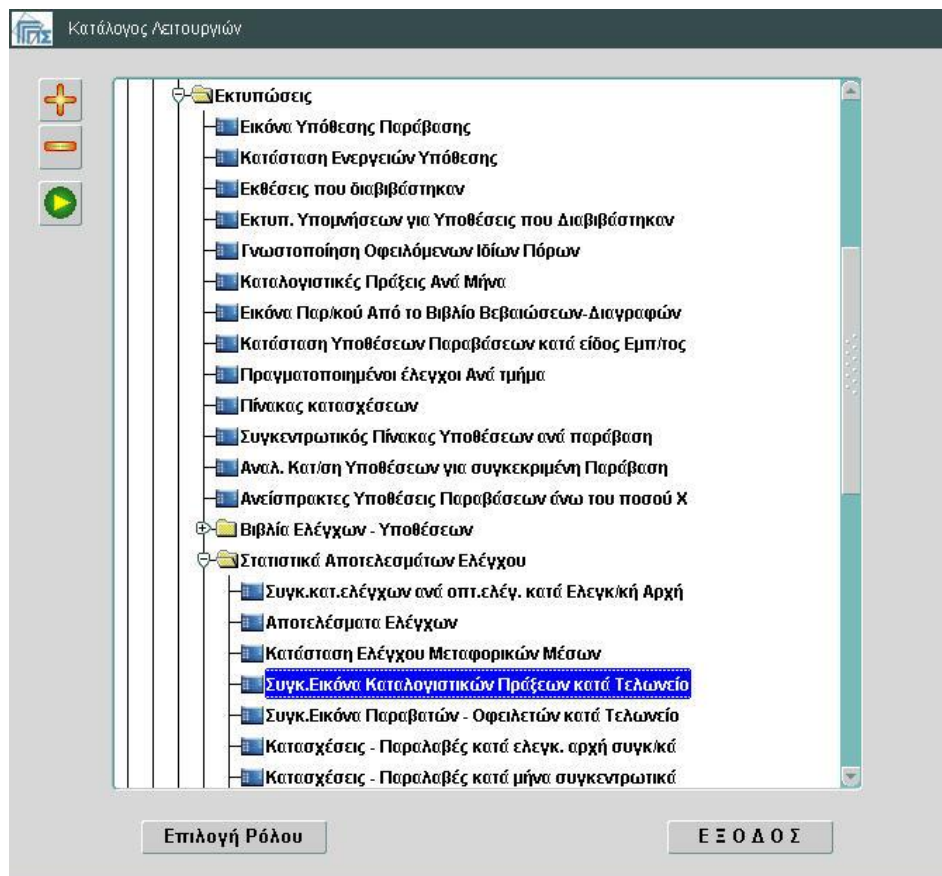 Κατάλογος Λειτουργιών
Εκτυπώσεις
Εικόνα Υπόθεσης Παράβασης
Κατάσταση Ενεργειών Υπόθεσης
Εκθέσεις που διαβιβάστηκαν
Εκτυπ. Υπομνήσεων για Υποθέσεις που Διαβιβάστηκαν
Γνωστοποίηση Οφειλόμενων Ιδίων Πόρων
Καταλογιστικές Πράξεις Ανά Μήνα
Εικόνα Παρ/κού Από το Βιβλίο Βεβαιώσεων-Διαγραφών
Κατάσταση Υποθέσεων Παραβάσεων κατά είδος Εμπ/τος
Πραγματοποιημένοι έλεγχοι Ανά τμήμα
Πίνακας κατασχέσεων
Συγκεντρωτικός Πίνακας Υποθέσεων ανά παράβαση
Αναλ. Κατ/ση Υποθέσεων για συγκεκριμένη Παράβαση
Ανείσπρακτες Υποθέσεις Παραβάσεων άνω του ποσού Χ
Βιβλία Ελέγχων - Υποθέσεων
Στατιστικά Αποτελεσμάτων Ελέγχου
Συγκ.κατ.ελέγχων ανά οπτ.ελέγ. κατά Ελεγκ/κή Αρχή
Αποτελέσματα Ελέγχων
Κατάσταση Ελέγχου Μεταφορικών Μέσων
Συγκ.Εικόνα Καταλογιστικών Πράξεων κατά Τελωνείο
Συγκ.Εικόνα Παραβατών - Οφειλετών κατά Τελωνείο
Κατασχέσεις - Παραλαβές κατά ελεγκ. αρχή συγκ/κά
Κατασχέσεις - Παραλαβές κατά μήνα συγκεντρωτικά
Επιλογή Ρόλου
Ε Ξ Ο Δ Ο Σ